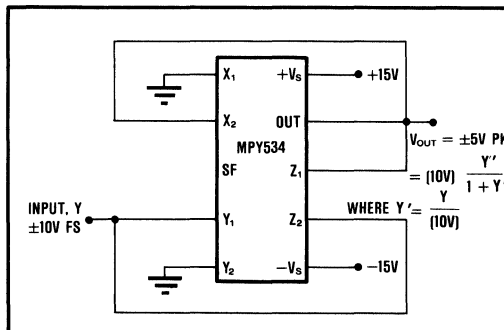 X₁
+Vₛ
+15V
X₂
OUT
MPY534
VOUT = ±5V PK
SF
Z₁
= (10V) Y′′ / 1 + Y
INPUT, Y
±10V FS
Y₁
Z₂
WHERE Y′ = Y / (10V)
Y₂
−Vₛ
−15V